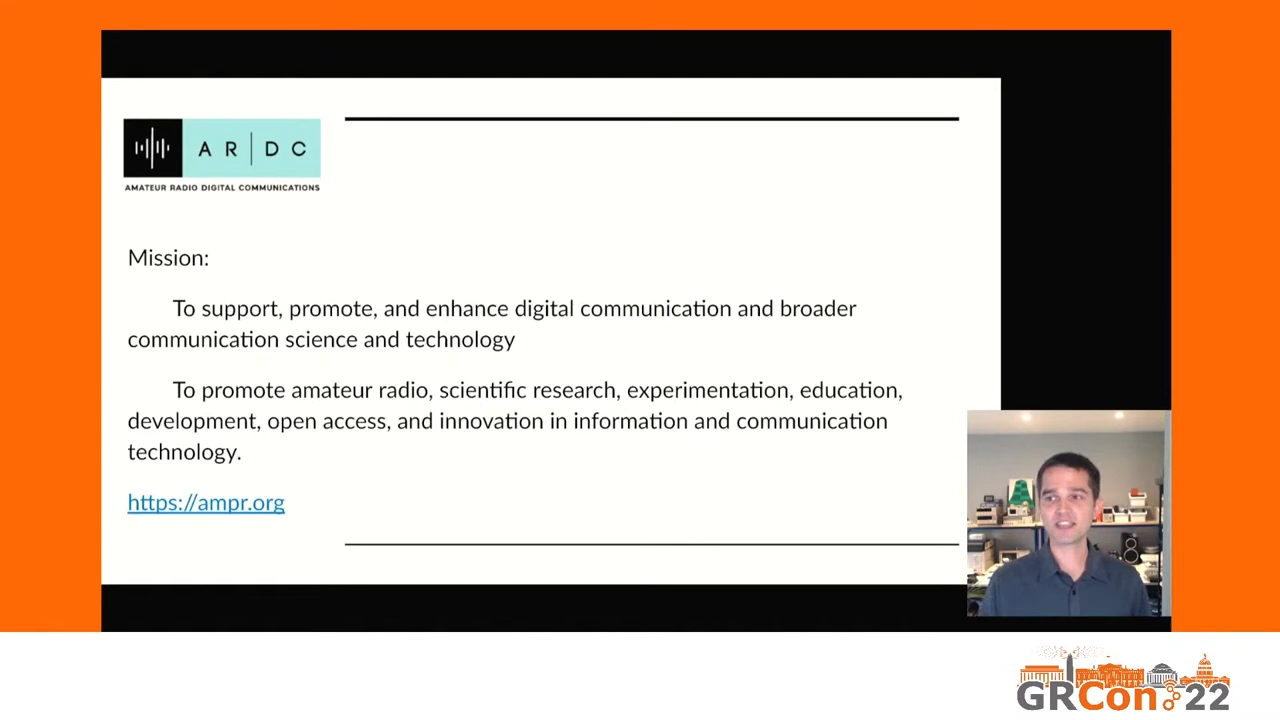 A R | D C
AMATEUR RADIO DIGITAL COMMUNICATIONS
Mission:
To support, promote, and enhance digital communication and broader
communication science and technology
To promote amateur radio, scientific research, experimentation, education,
development, open access, and innovation in information and communication
technology.
https://ampr.org
GRCon 22